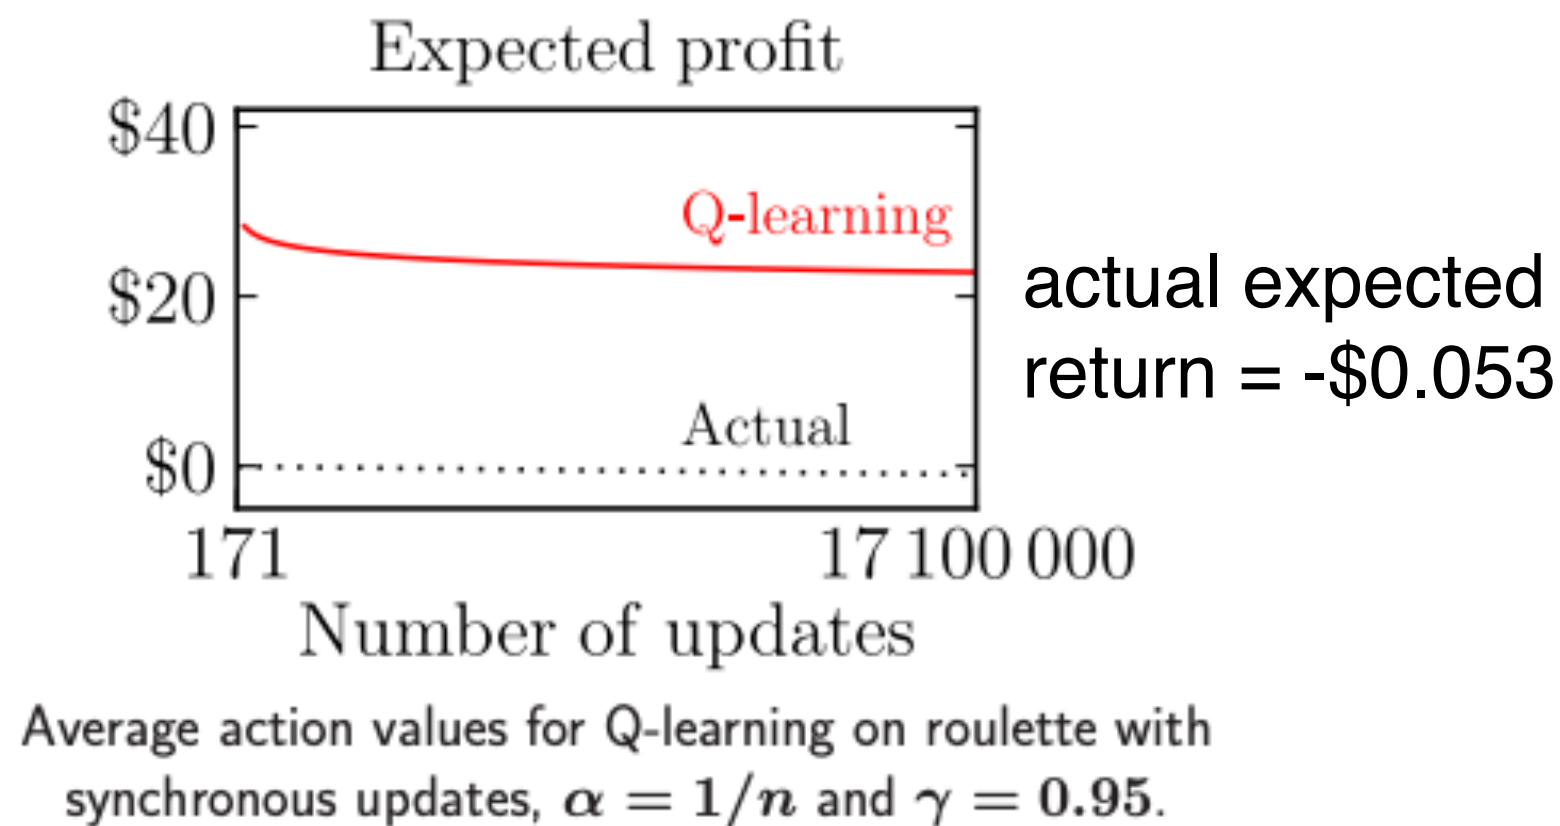 Expected profit
$40
Q-learning
$20
actual expected
return = -$0.053
Actual
$0
171
17 100 000
Number of updates
Average action values for Q-learning on roulette with
synchronous updates, α = 1/n and γ = 0.95.